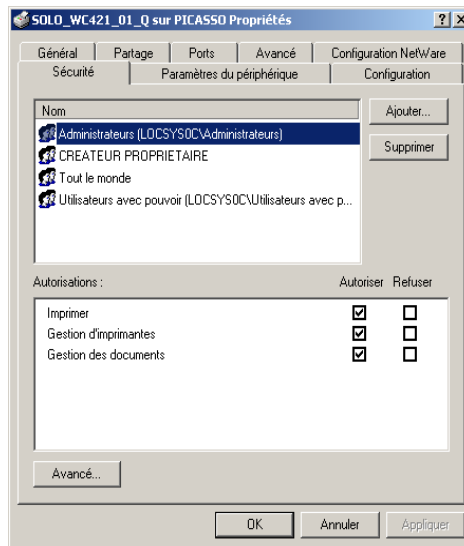 SOLO_WC421_01_Q sur PICASSO Propriétés
Général Partage Ports Avancé Configuration NetWare
Sécurité Paramètres du périphérique Configuration
Nom
Ajouter...
Administrateurs (LOCSYS0C\Administrateurs)
CREATEUR PROPRIETAIRE
Supprimer
Tout le monde
Utilisateurs avec pouvoir (LOCSYS0C\Utilisateurs avec p...
Autorisations : Autoriser Refuser
Imprimer
Gestion d'imprimantes
Gestion des documents
Avancé...
OK Annuler Appliquer